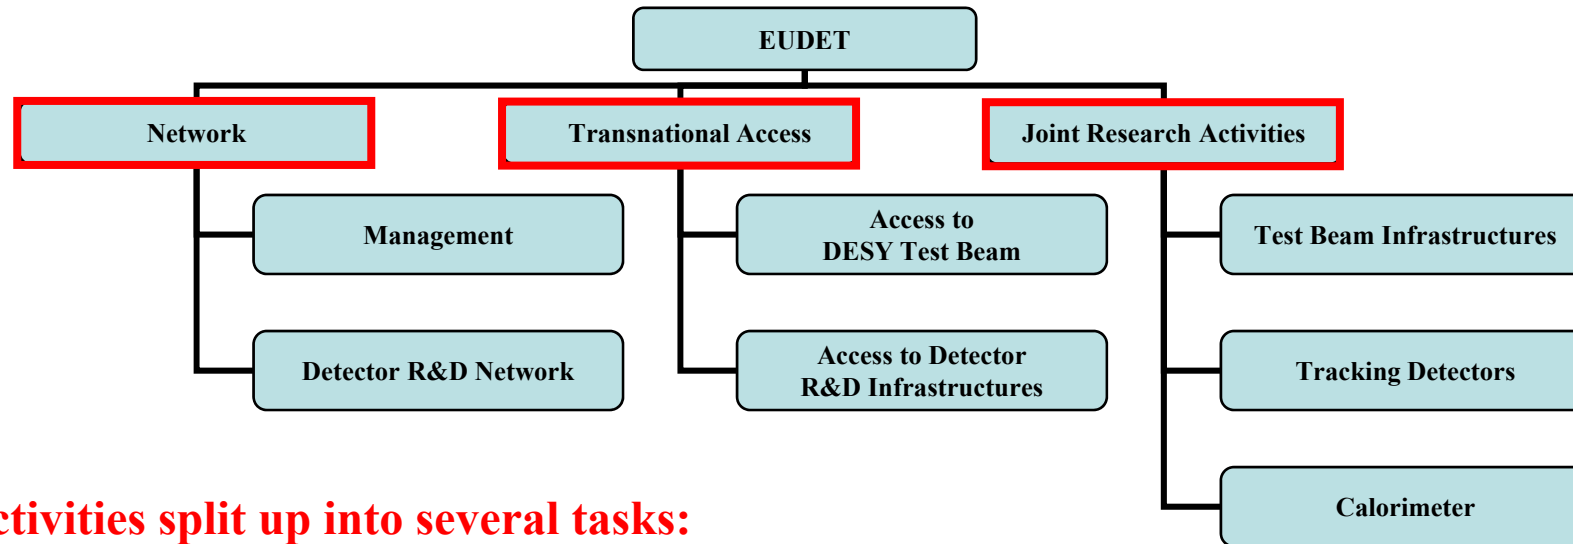 EUDET
Network
Transnational Access
Joint Research Activities
Management
Access to
DESY Test Beam
Test Beam Infrastructures
Detector R&D Network
Access to Detector
R&D Infrastructures
Tracking Detectors
Calorimeter
ctivities split up into several tasks: